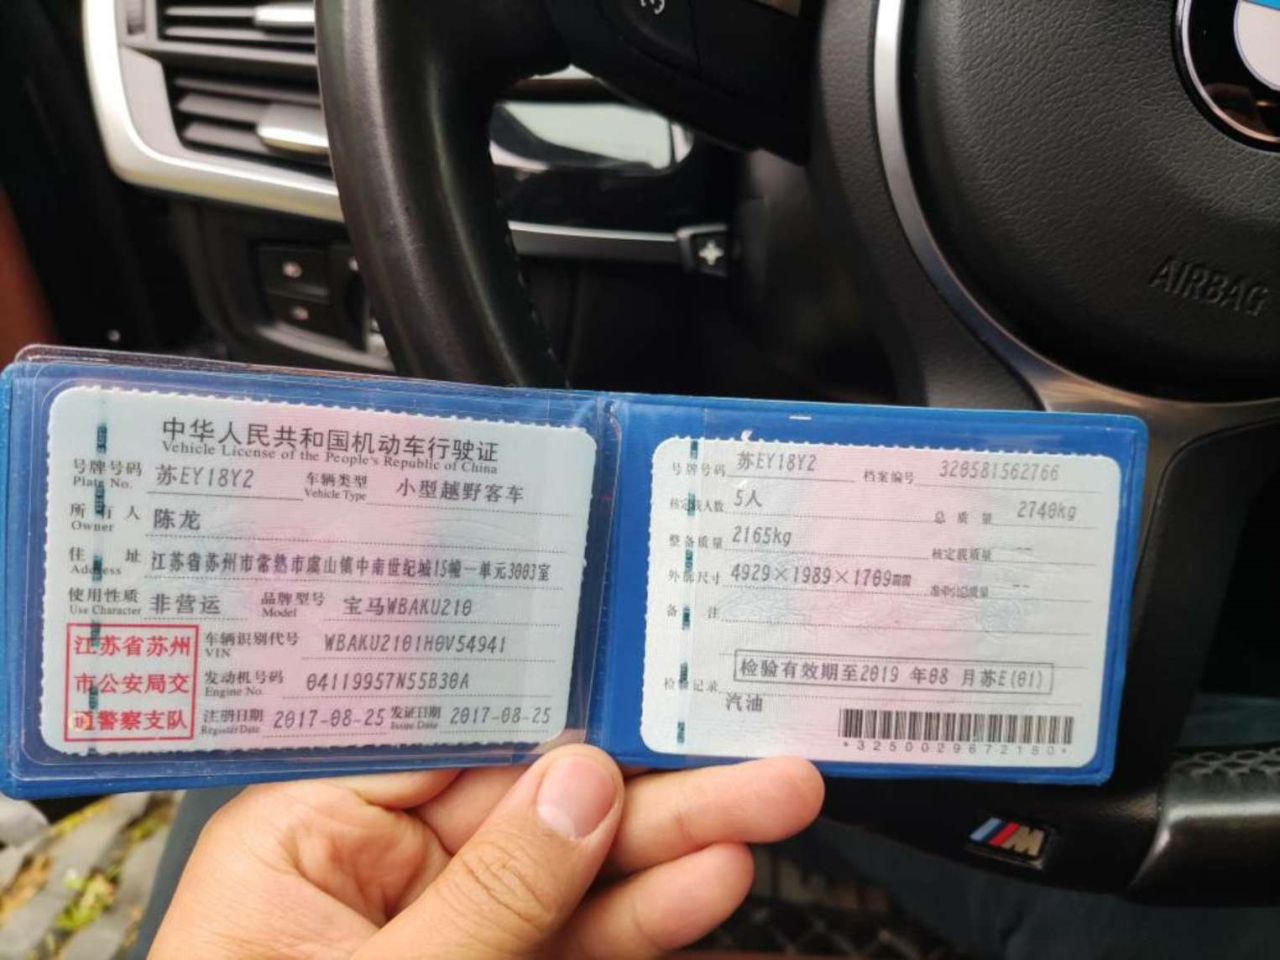 中华人民共和国机动车行驶证
Vehicle License of the People's Republic of China
号牌号码 苏EY18Y2 车辆类型 小型越野客车
Plate No. Vehicle Type
所有人 陈龙
Owner
住址 江苏省苏州市常熟市虞山镇中南世纪城15幢一单元3003室
Address
使用性质 非营运 品牌型号 宝马WBAKU210
Use Character Model
江苏省苏州
市公安局交
警察支队
车辆识别代号 WBAKU2101H0V54941
VIN
发动机号码 04119957N55B30A
Engine No.
注册日期 2017-08-25 发证日期 2017-08-25
Register Date Issue Date
号牌号码 苏EY18Y2 档案编号 320581562766
核定载人数 5人 总质量 2740kg
整备质量 2165kg 核定载质量 --
外廓尺寸 4929×1989×1709mm 准牵引总质量 --
备注
检验有效期至2019年08月苏E(01)
检验记录
汽油
*3250029672180*
AIRBAG
M